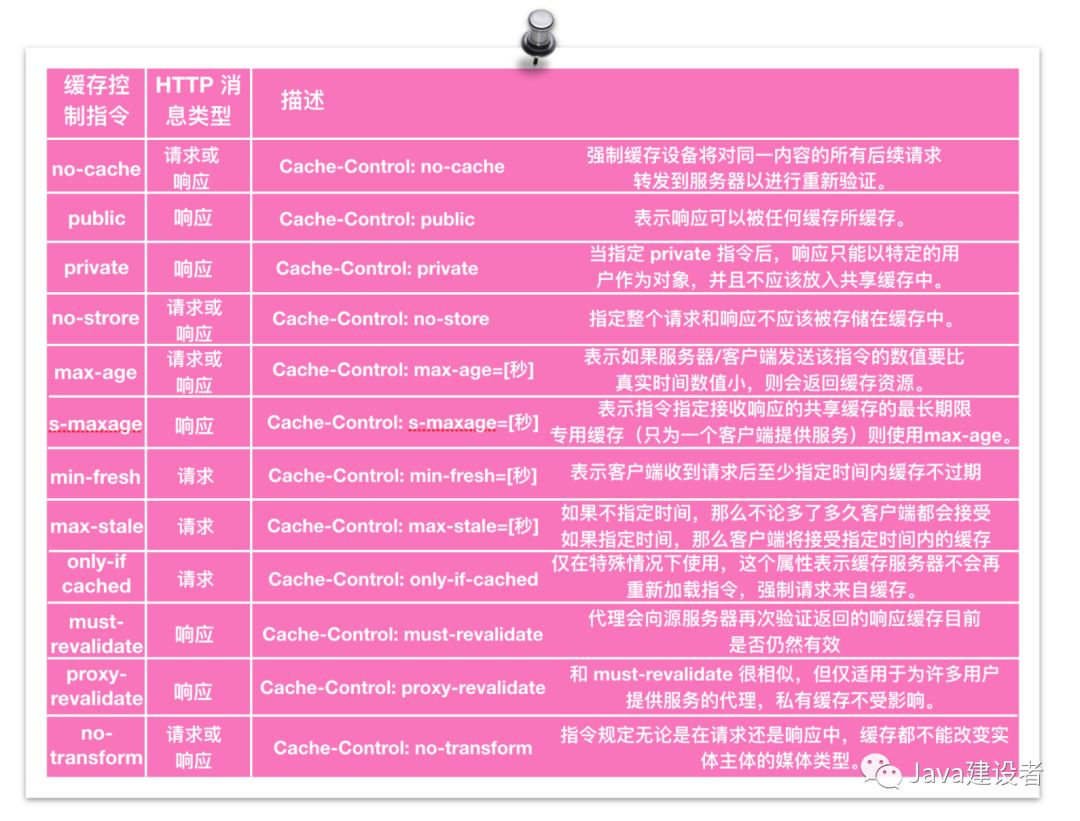 缓存控
制指令
HTTP 消
息类型
描述
no-cache
请求或
响应
Cache-Control: no-cache
强制缓存设备将对同一内容的所有后续请求
转发到服务器以进行重新验证。
public
响应
Cache-Control: public
表示响应可以被任何缓存所缓存。
private
响应
Cache-Control: private
当指定 private 指令后，响应只能以特定的用
户作为对象，并且不应该放入共享缓存中。
no-strore
请求或
响应
Cache-Control: no-store
指定整个请求和响应不应该被存储在缓存中。
max-age
请求或
响应
Cache-Control: max-age=[秒]
表示如果服务器/客户端发送该指令的数值要比
真实时间数值小，则会返回缓存资源。
s-maxage
响应
Cache-Control: s-maxage=[秒]
表示指令指定接收响应的共享缓存的最长期限
专用缓存（只为一个客户端提供服务）则使用max-age。
min-fresh
请求
Cache-Control: min-fresh=[秒]
表示客户端收到请求后至少指定时间内缓存不过期
max-stale
请求
Cache-Control: max-stale=[秒]
如果不指定时间，那么不论多了多久客户端都会接受
如果指定时间，那么客户端将接受指定时间内的缓存
only-if
cached
请求
Cache-Control: only-if-cached
仅在特殊情况下使用，这个属性表示缓存服务器不会再
重新加载指令，强制请求来自缓存。
must-
revalidate
响应
Cache-Control: must-revalidate
代理会向源服务器再次验证返回的响应缓存目前
是否仍然有效
proxy-
revalidate
响应
Cache-Control: proxy-revalidate
和 must-revalidate 很相似，但仅适用于为许多用户
提供服务的代理，私有缓存不受影响。
no-
transform
请求或
响应
Cache-Control: no-transform
指令规定无论是在请求还是响应中，缓存都不能改变实
体主体的媒体类型。
Java建设者